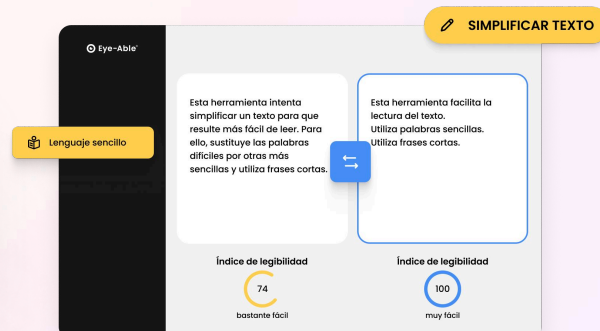 SIMPLIFICAR TEXTO
Eye-Able®
Lenguaje sencillo
Esta herramienta intenta
simplificar un texto para que
resulte más fácil de leer. Para
ello, sustituye las palabras
difíciles por otras más
sencillas y utiliza frases cortas.
Esta herramienta facilita la
lectura del texto.
Utiliza palabras sencillas.
Utiliza frases cortas.
Índice de legibilidad
74
bastante fácil
Índice de legibilidad
100
muy fácil